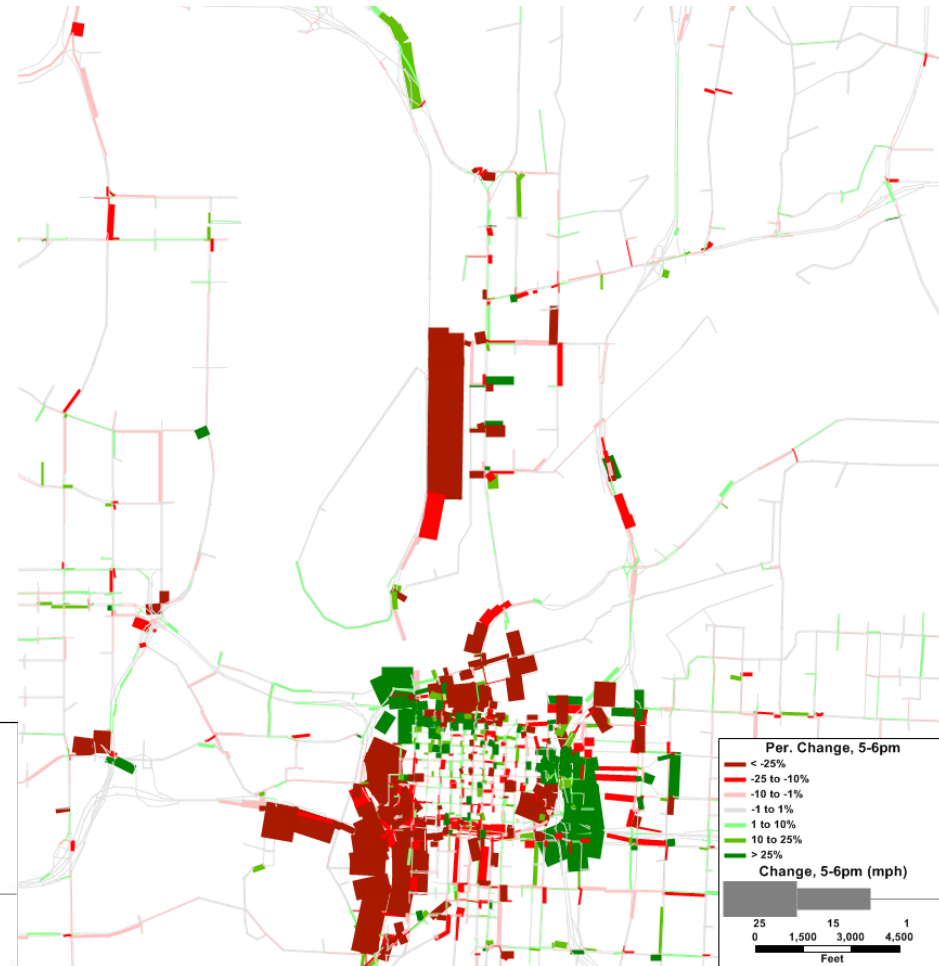 Per. Change, 5-6pm
< -25%
-25 to -10%
-10 to -1%
-1 to 1%
1 to 10%
10 to 25%
> 25%
Change, 5-6pm (mph)
25 15 1
0 1,500 3,000 4,500
Feet